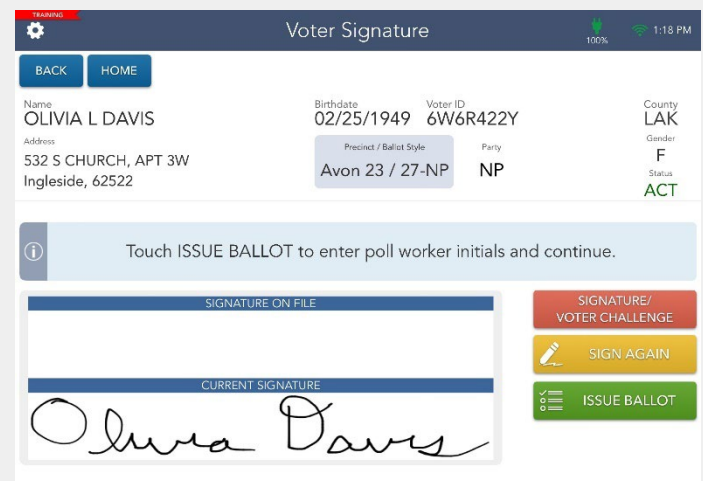 TRAINING
Voter Signature
100%
1:18 PM
BACK HOME
Name Birthdate Voter ID County
OLIVIA L DAVIS 02/25/1949 6W6R422Y LAK
Address Precinct / Ballot Style Party Gender
532 S CHURCH, APT 3W Avon 23 / 27-NP NP F
Ingleside, 62522 Status
ACT
Touch ISSUE BALLOT to enter poll worker initials and continue.
SIGNATURE ON FILE
SIGNATURE/
VOTER CHALLENGE
SIGN AGAIN
CURRENT SIGNATURE
ISSUE BALLOT
Olivia Davis